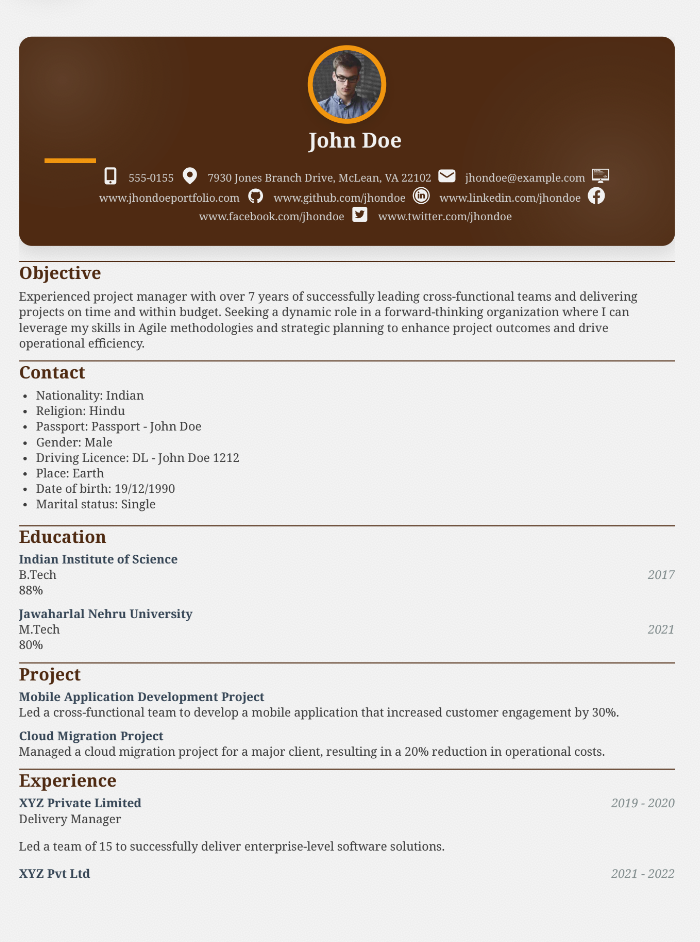 John Doe
555-0155 7930 Jones Branch Drive, McLean, VA 22102 jhondoe@example.com
www.jhondoeportfolio.com www.github.com/jhondoe www.linkedin.com/jhondoe
www.facebook.com/jhondoe www.twitter.com/jhondoe
Objective
Experienced project manager with over 7 years of successfully leading cross-functional teams and delivering
projects on time and within budget. Seeking a dynamic role in a forward-thinking organization where I can
leverage my skills in Agile methodologies and strategic planning to enhance project outcomes and drive
operational efficiency.
Contact
• Nationality: Indian
• Religion: Hindu
• Passport: Passport - John Doe
• Gender: Male
• Driving Licence: DL - John Doe 1212
• Place: Earth
• Date of birth: 19/12/1990
• Marital status: Single
Education
Indian Institute of Science
B.Tech 2017
88%
Jawaharlal Nehru University
M.Tech 2021
80%
Project
Mobile Application Development Project
Led a cross-functional team to develop a mobile application that increased customer engagement by 30%.
Cloud Migration Project
Managed a cloud migration project for a major client, resulting in a 20% reduction in operational costs.
Experience
XYZ Private Limited 2019 - 2020
Delivery Manager
Led a team of 15 to successfully deliver enterprise-level software solutions.
XYZ Pvt Ltd 2021 - 2022